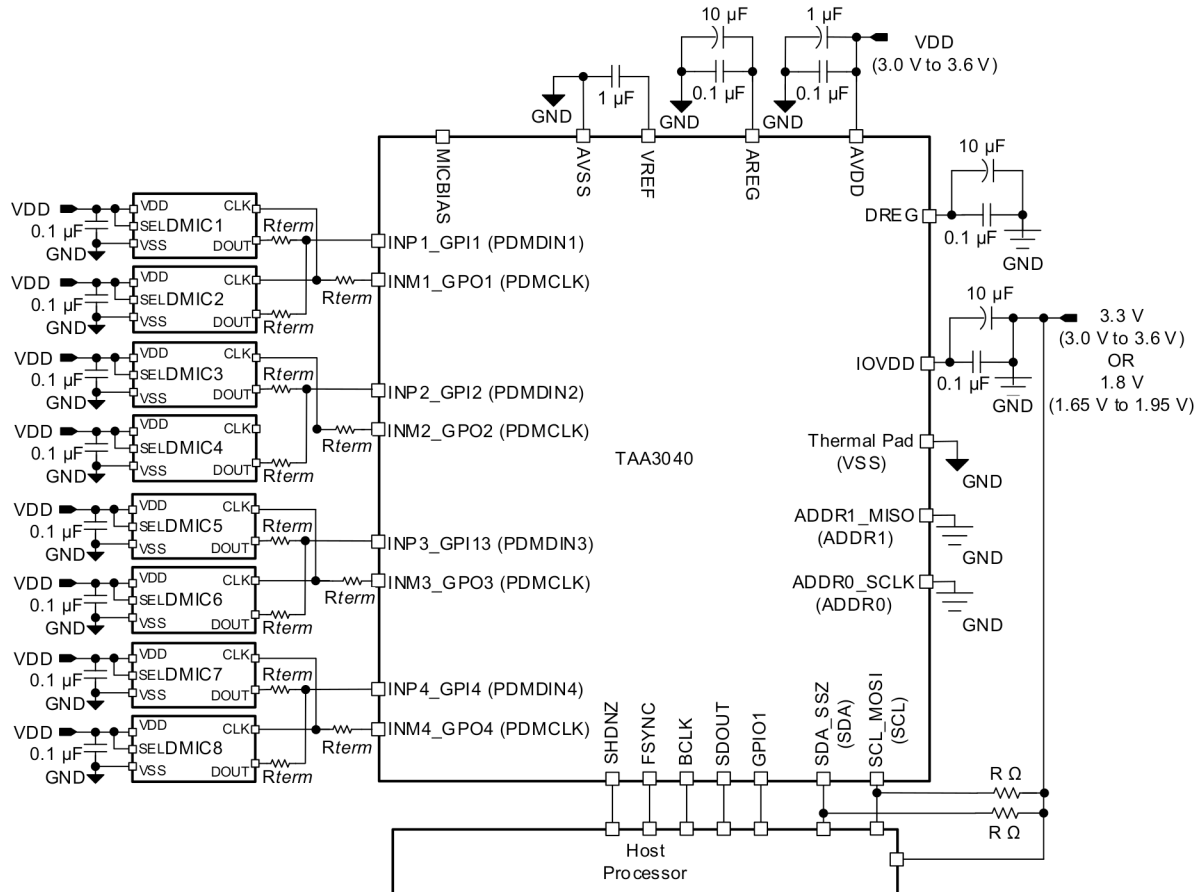 10 µF
1 µF
VDD
(3.0 V to 3.6 V)
0.1 µF
0.1 µF
1 µF
GND
GND
GND
MICBIAS
AVSS
VREF
AREG
AVDD
10 µF
DREG
0.1 µF
GND
10 µF
3.3 V
(3.0 V to 3.6 V)
OR
1.8 V
(1.65 V to 1.95 V)
IOVDD
0.1 µF
GND
Thermal Pad
(VSS)
GND
ADDR1_MISO
(ADDR1)
GND
ADDR0_SCLK
(ADDR0)
GND
TAA3040
VDD
0.1 µF
GND
VDD
CLK
SEL
DMIC1
VSS
DOUT
Rterm
INP1_GPI1 (PDMDIN1)
VDD
0.1 µF
GND
VDD
CLK
SEL
DMIC2
VSS
DOUT
Rterm
Rterm
INM1_GPO1 (PDMCLK)
VDD
0.1 µF
GND
VDD
CLK
SEL
DMIC3
VSS
DOUT
Rterm
INP2_GPI2 (PDMDIN2)
VDD
0.1 µF
GND
VDD
CLK
SEL
DMIC4
VSS
DOUT
Rterm
Rterm
INM2_GPO2 (PDMCLK)
VDD
0.1 µF
GND
VDD
CLK
SEL
DMIC5
VSS
DOUT
Rterm
INP3_GPI13 (PDMDIN3)
VDD
0.1 µF
GND
VDD
CLK
SEL
DMIC6
VSS
DOUT
Rterm
Rterm
INM3_GPO3 (PDMCLK)
VDD
0.1 µF
GND
VDD
CLK
SEL
DMIC7
VSS
DOUT
Rterm
INP4_GPI4 (PDMDIN4)
VDD
0.1 µF
GND
VDD
CLK
SEL
DMIC8
VSS
DOUT
Rterm
Rterm
INM4_GPO4 (PDMCLK)
SHDNZ
FSYNC
BCLK
SDOUT
GPIO1
SDA_SSZ
(SDA)
SCL_MOSI
(SCL)
R Ω
R Ω
Host
Processor